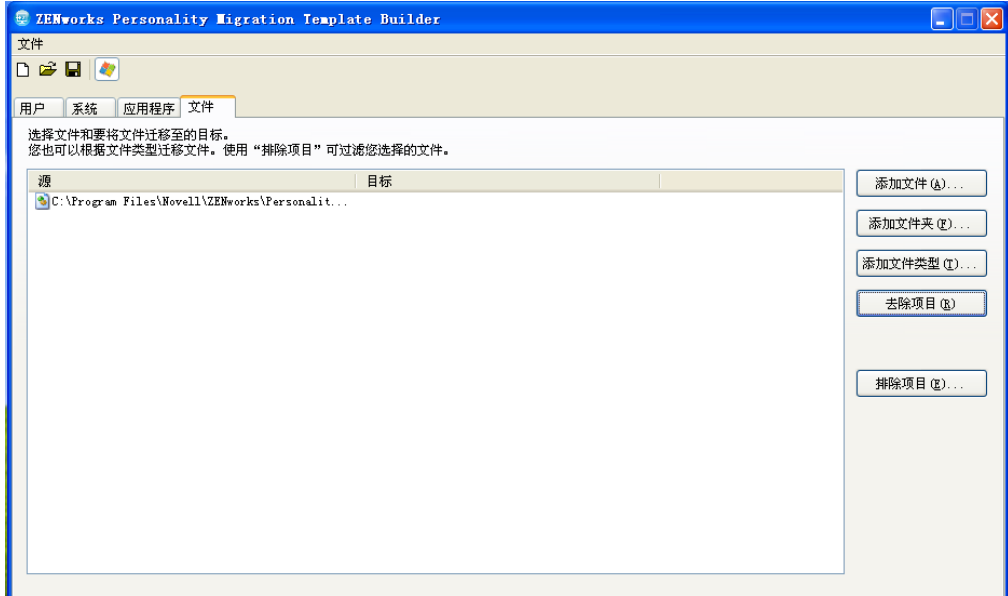 ZENworks Personality Migration Template Builder
文件
用户 系统 应用程序 文件
选择文件和要将文件迁移至的目标。
您也可以根据文件类型迁移文件。使用“排除项目”可过滤您选择的文件。
源 目标
C:\Program Files\Novell\ZENworks\Personalit...
添加文件(A)...
添加文件夹(F)...
添加文件类型(T)...
去除项目(R)
排除项目(E)...